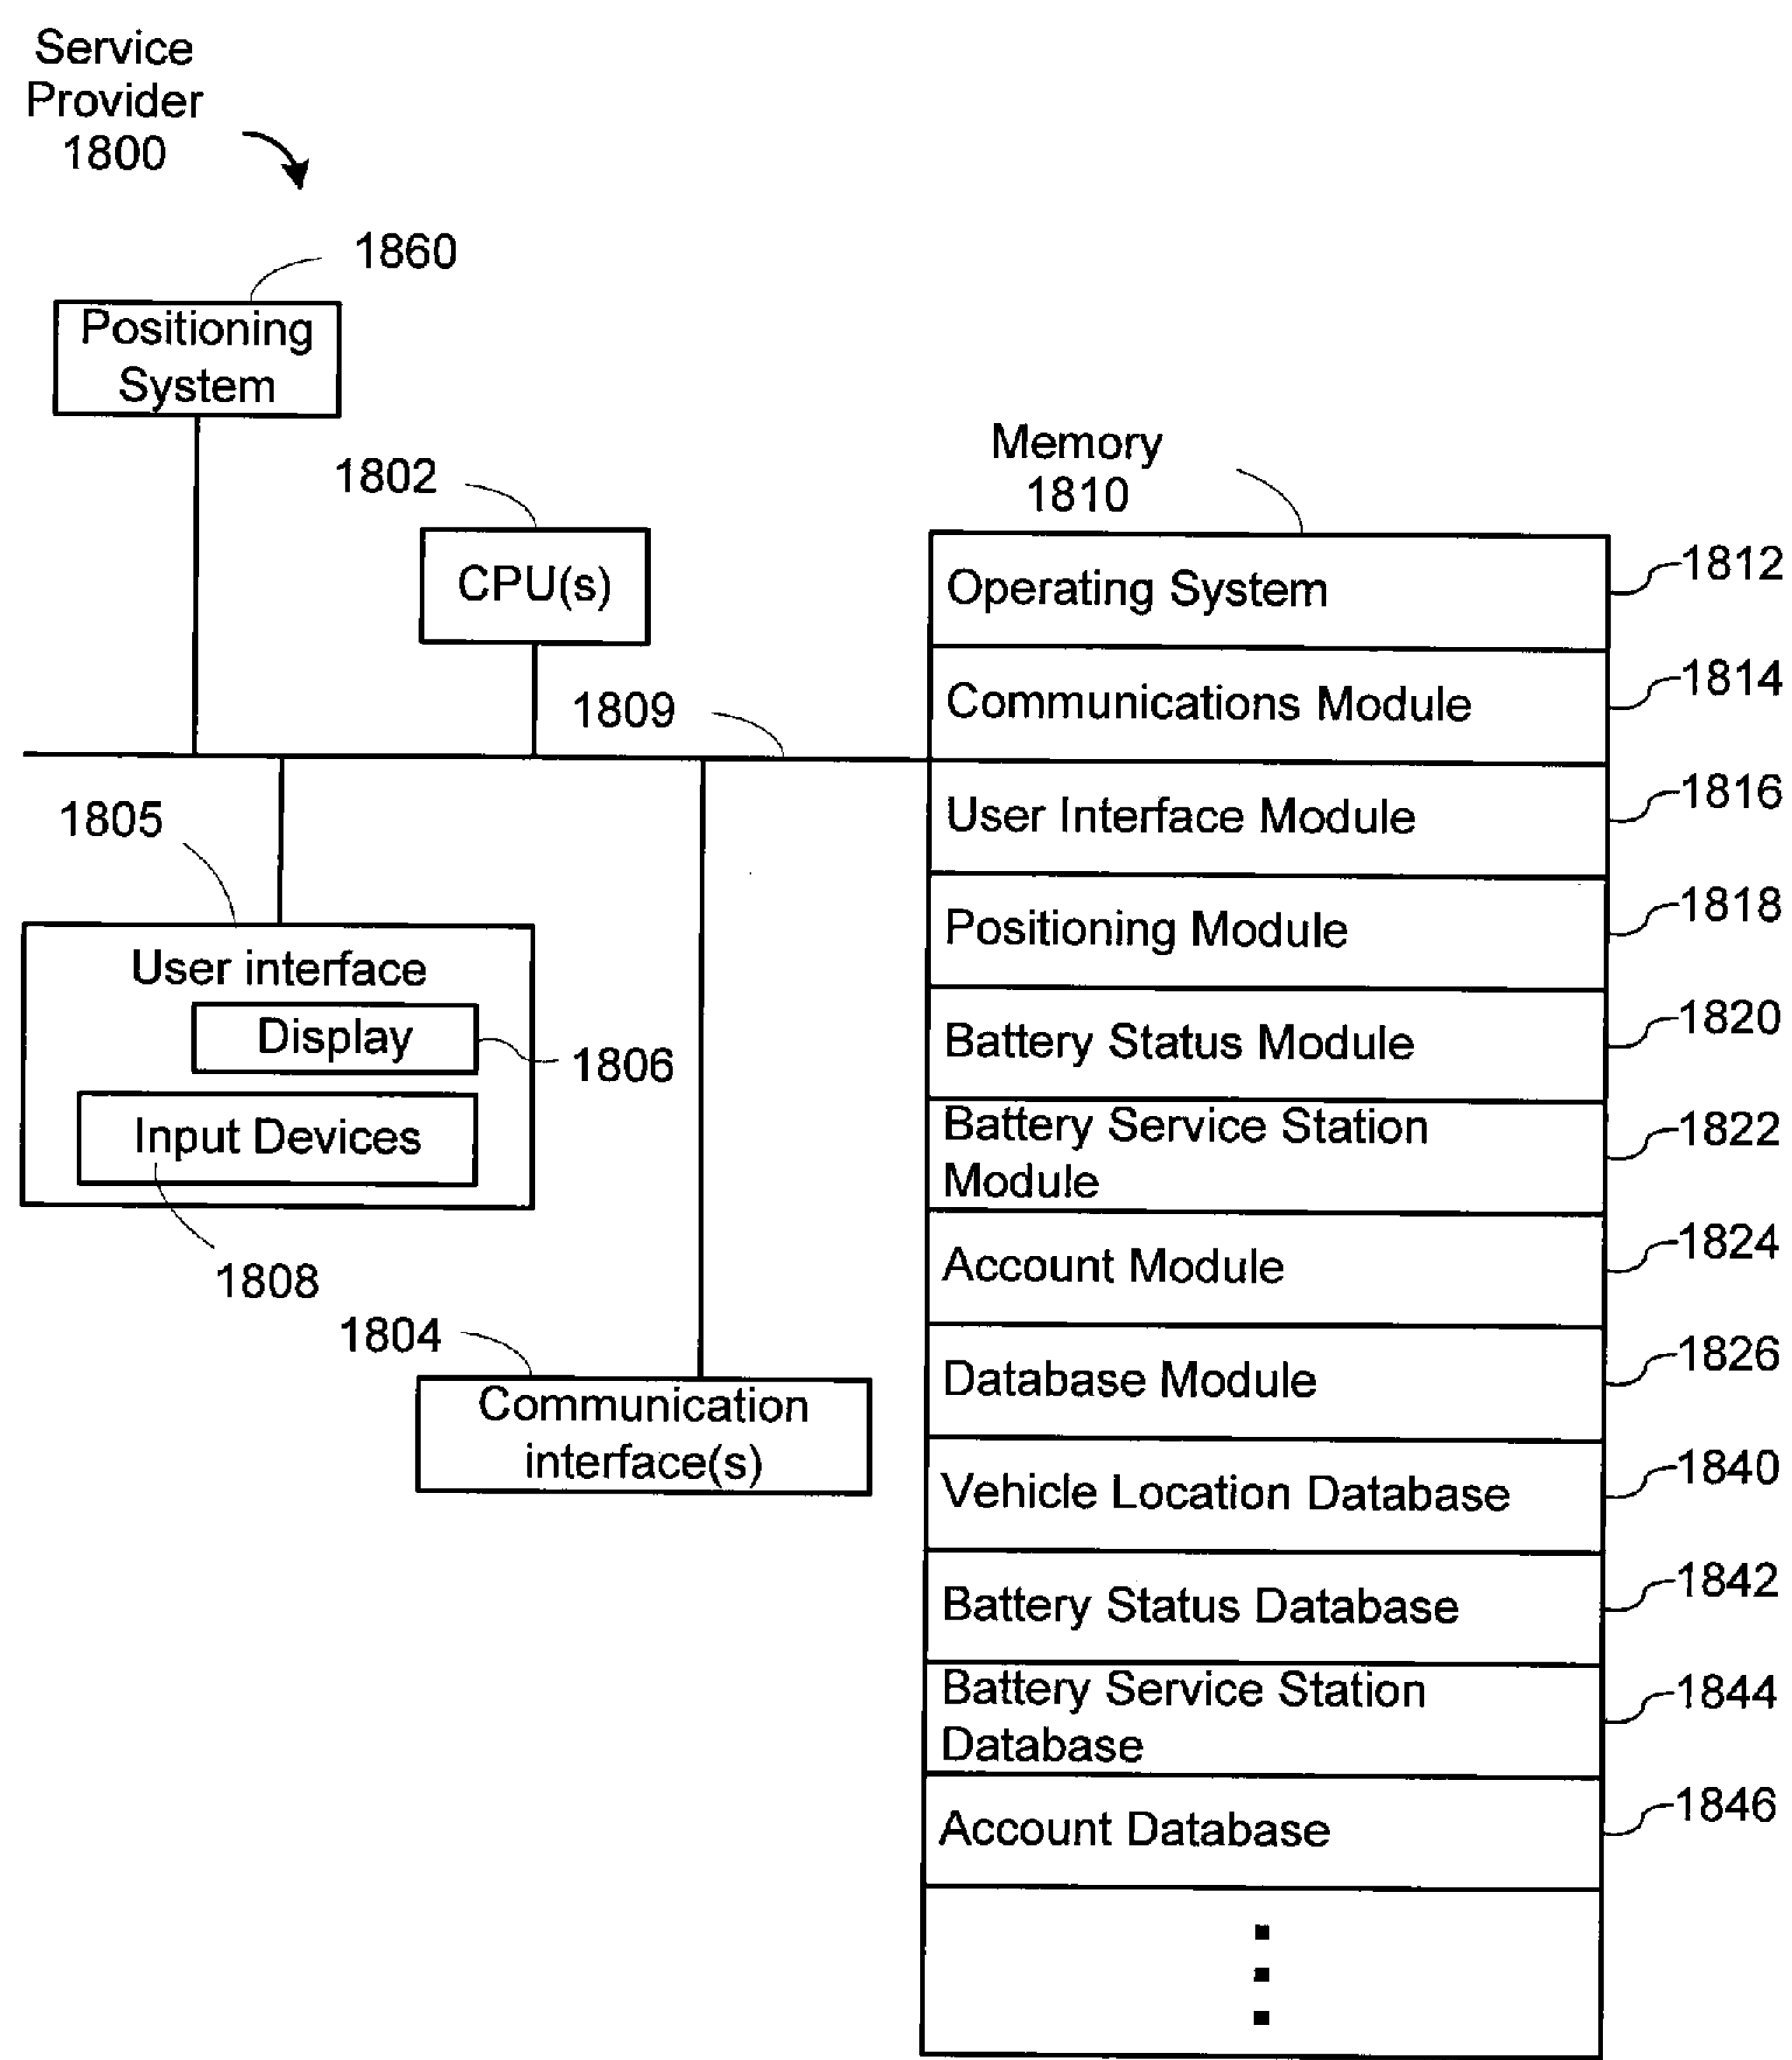 Service
Provider
1800
1860
Positioning
System
1802
CPU(s)
1809
1805
User interface
Display
1806
Input Devices
1808
1804
Communication
interface(s)
Memory
1810
Operating System
1812
Communications Module
1814
User Interface Module
1816
Positioning Module
1818
Battery Status Module
1820
Battery Service Station
Module
1822
Account Module
1824
Database Module
1826
Vehicle Location Database
1840
Battery Status Database
1842
Battery Service Station
Database
1844
Account Database
1846